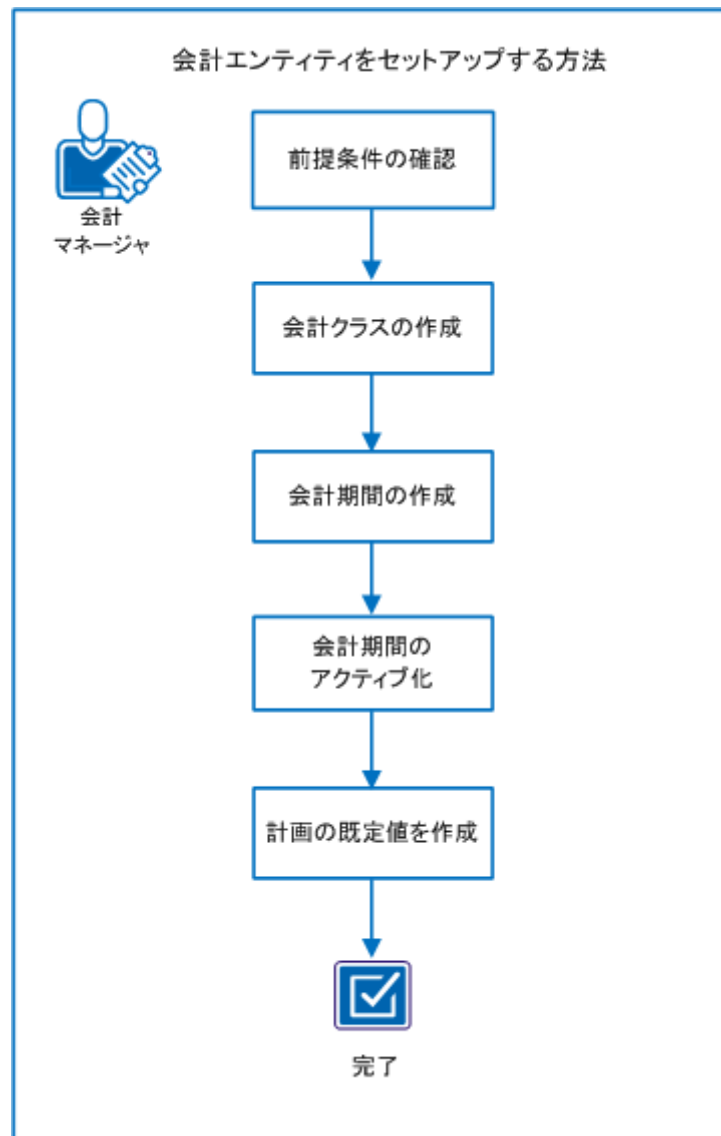 会計エンティティをセットアップする方法
会計
マネージャ
前提条件の確認
会計クラスの作成
会計期間の作成
会計期間の
アクティブ化
計画の既定値を作成
完了